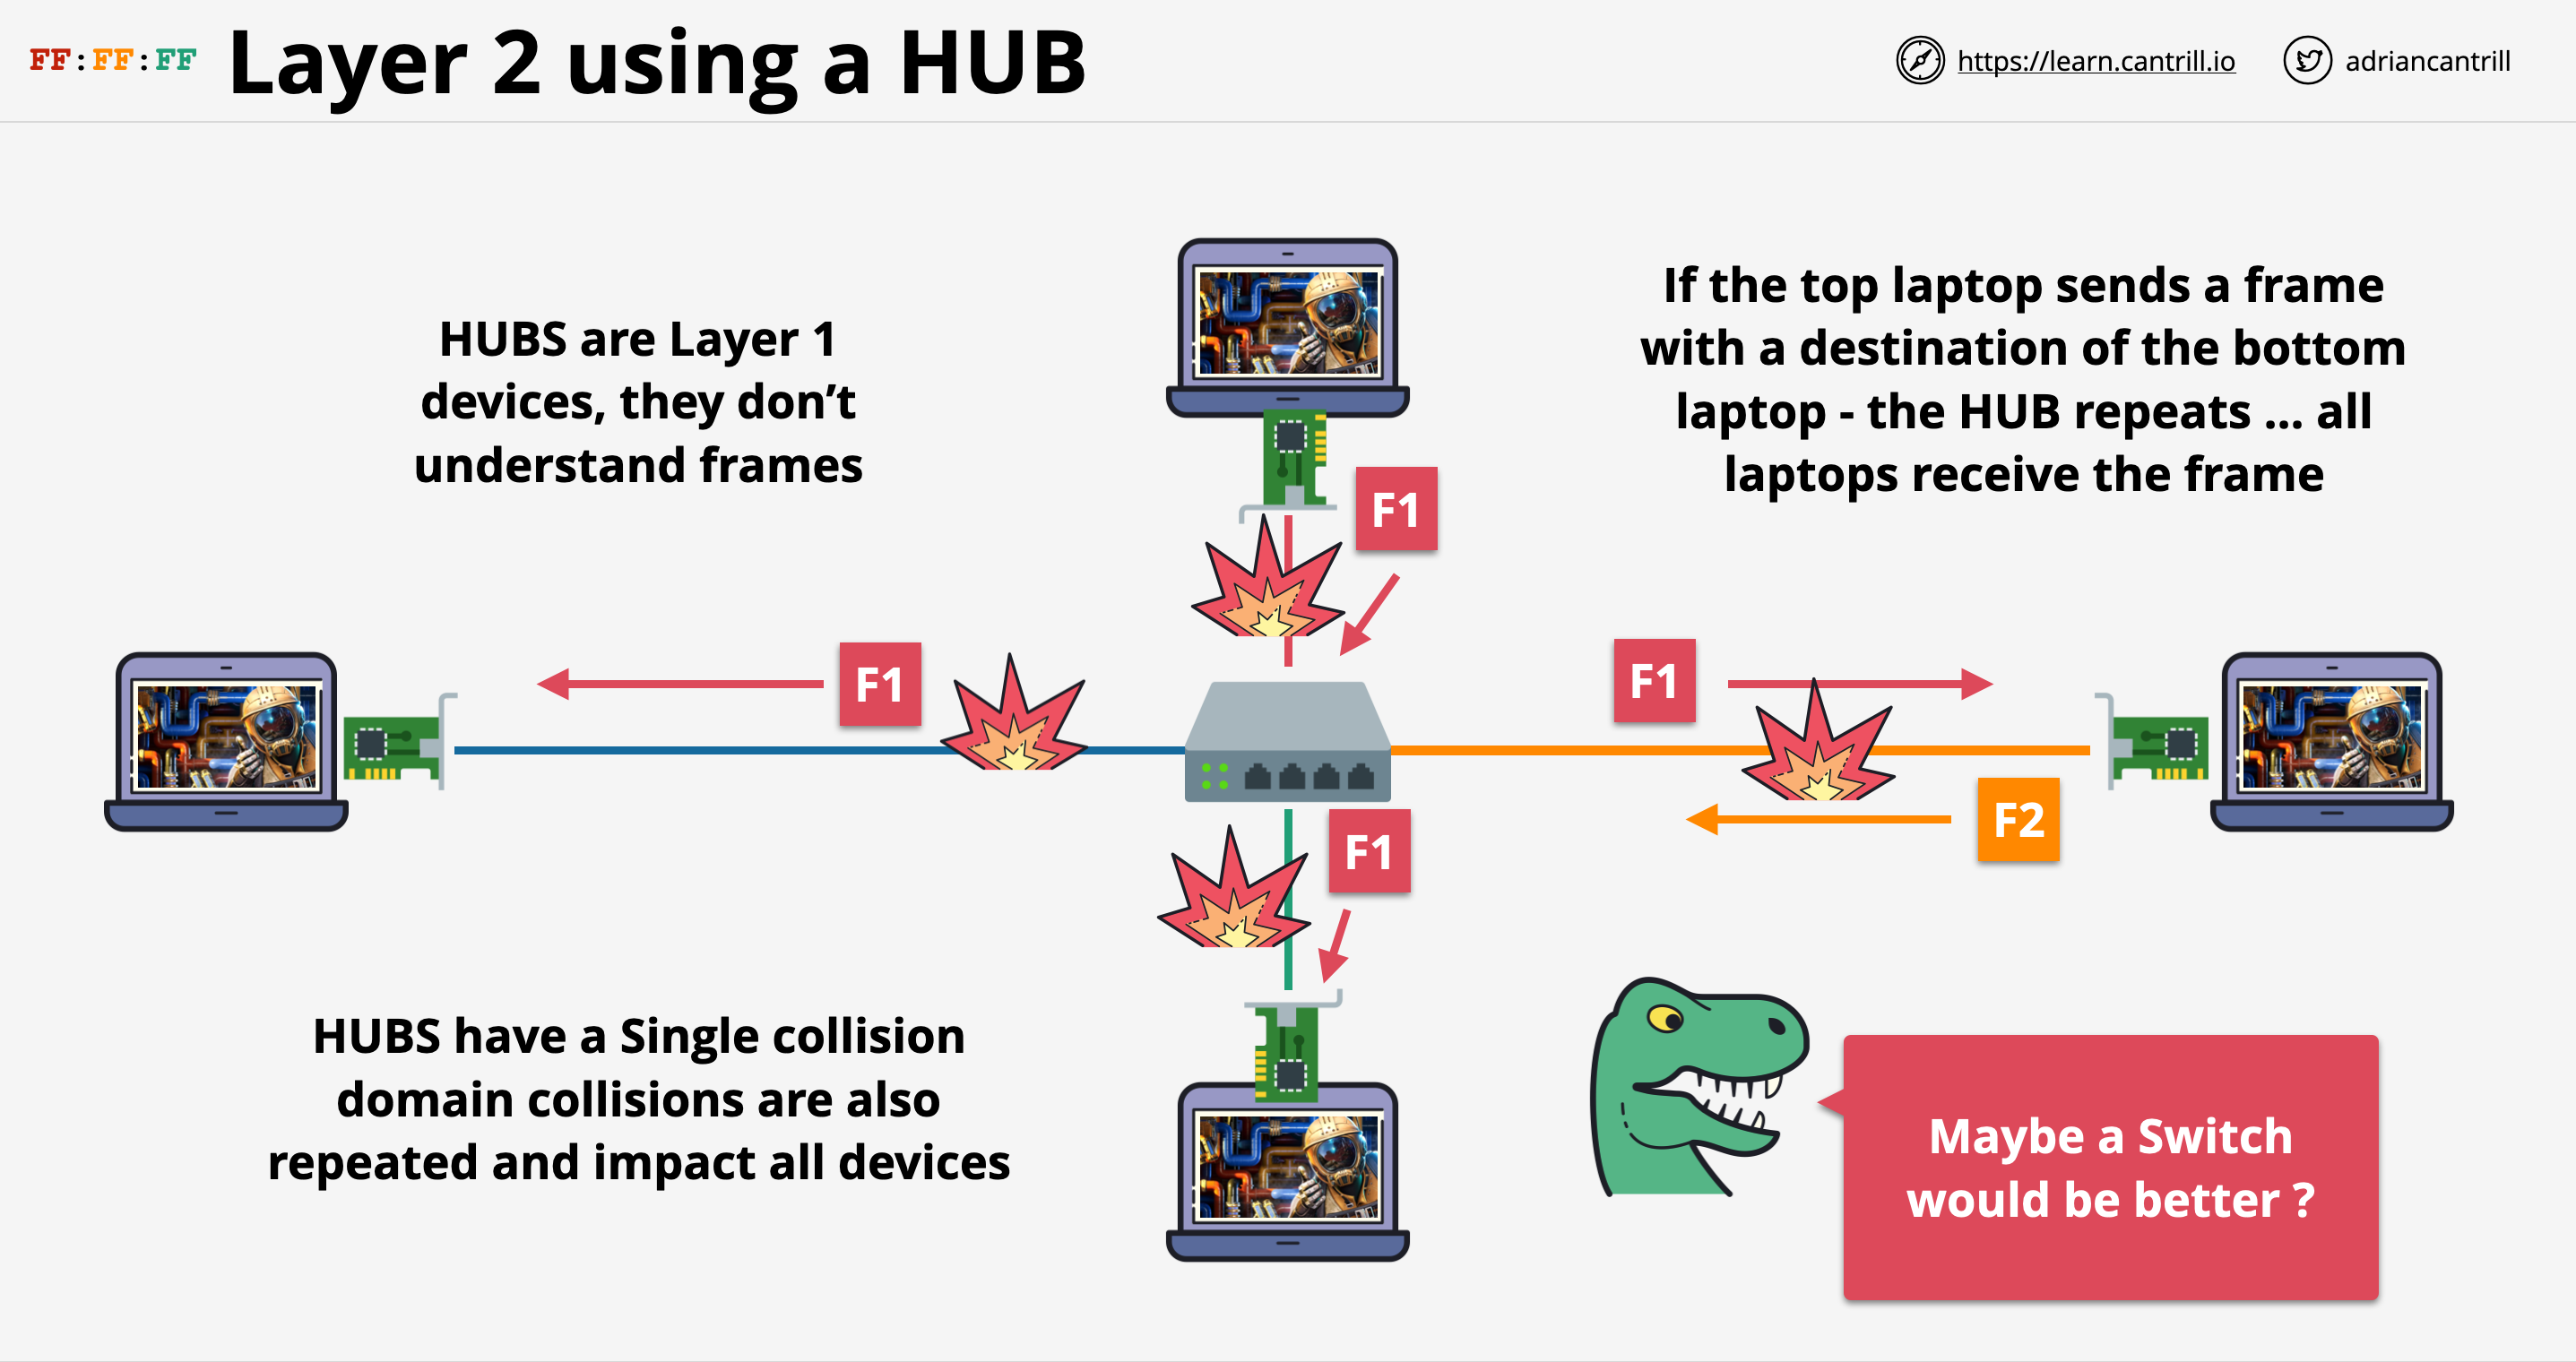 FF:FF:FF
Layer 2 using a HUB
https://learn.cantrill.io
adriancantrill
HUBS are Layer 1
devices, they don’t
understand frames
If the top laptop sends a frame
with a destination of the bottom
laptop - the HUB repeats ... all
laptops receive the frame
F1
F1
F1
F2
F1
HUBS have a Single collision
domain collisions are also
repeated and impact all devices
Maybe a Switch
would be better ?